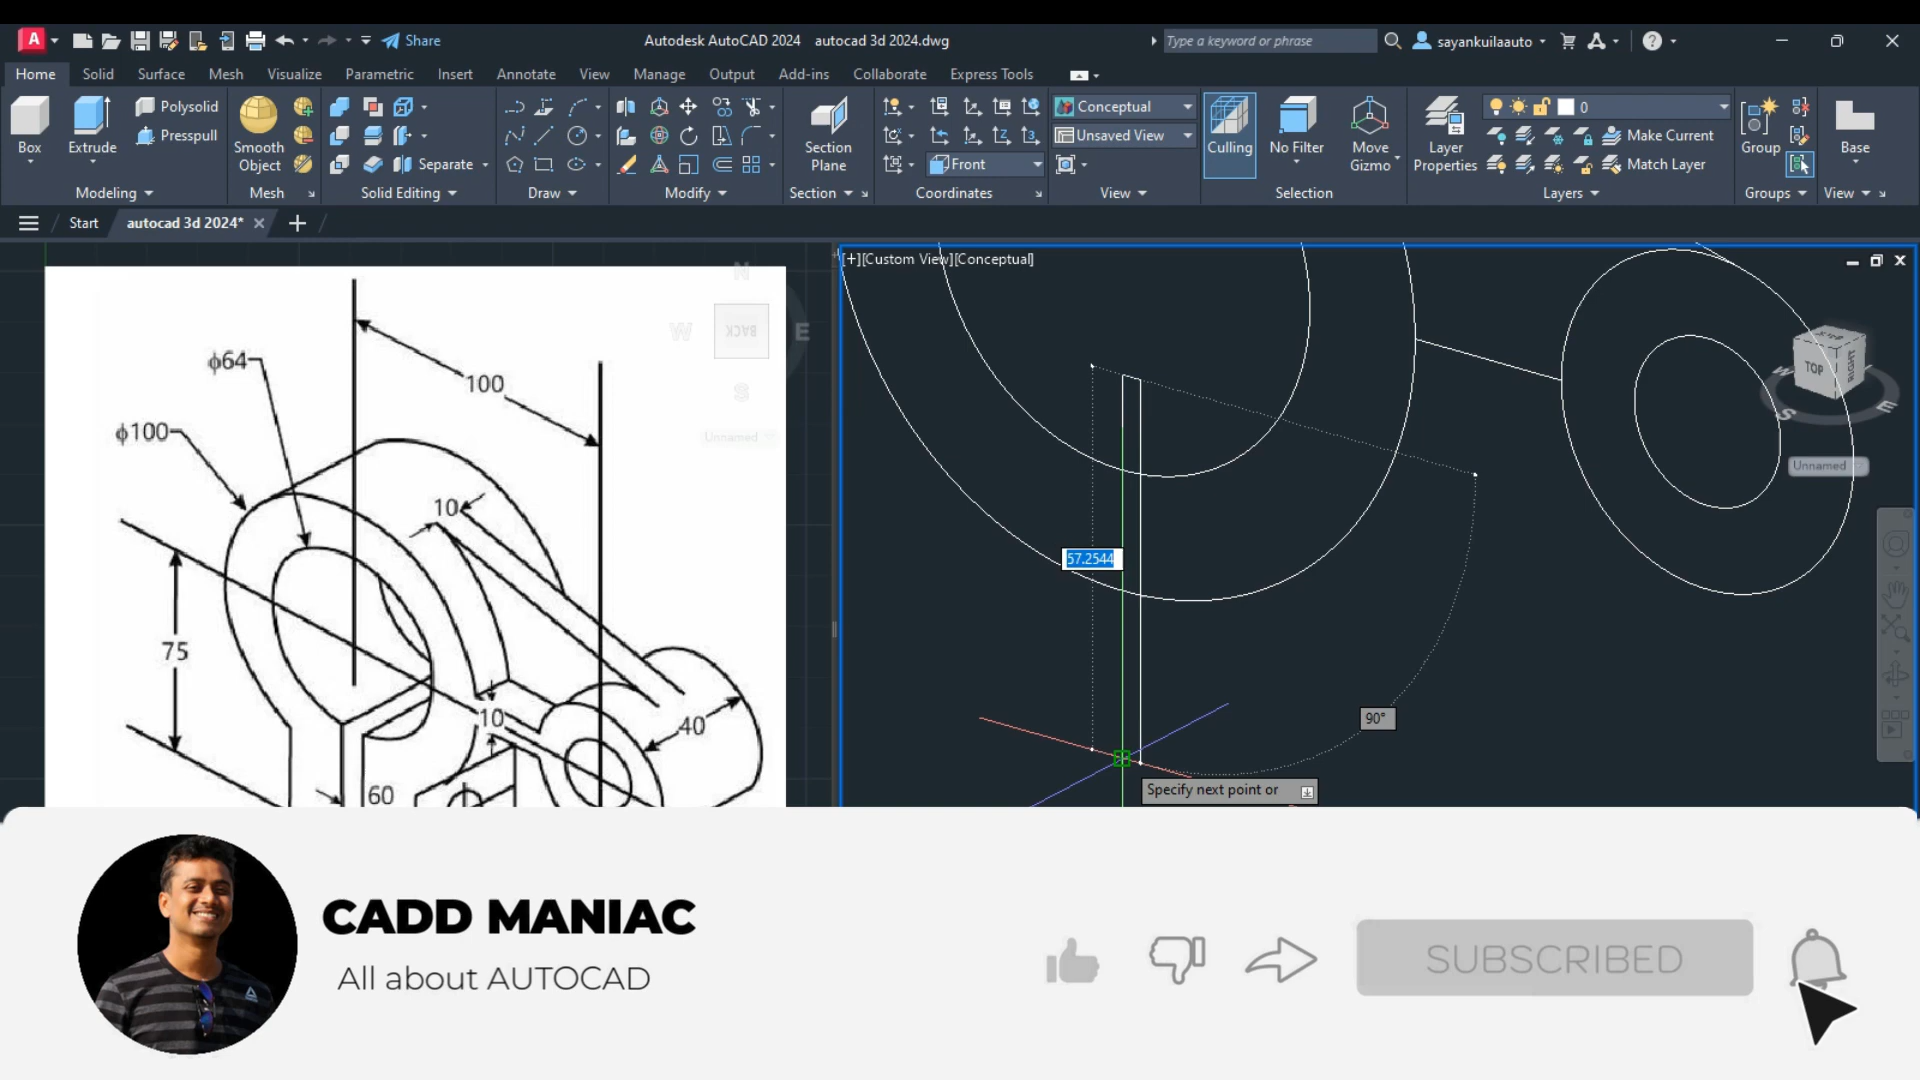 A
Share
Autodesk AutoCAD 2024 autocad 3d 2024.dwg
Type a keyword or phrase
sayankuilaauto
Home Solid Surface Mesh Visualize Parametric Insert Annotate View Manage Output Add-ins Collaborate Express Tools
Box
Extrude
Polysolid
Presspull
Modeling
Smooth
Object
Mesh
Separate
Solid Editing
Draw
Modify
Section
Plane
Section
Front
Coordinates
Conceptual
Unsaved View
View
Culling
No Filter
Move
Gizmo
Selection
Layer
Properties
0
Make Current
Match Layer
Layers
Group
Groups
Base
View
Start
autocad 3d 2024*
N
W
BACK
E
S
Unnamed
ϕ64
100
ϕ100
10
75
10
40
60
[+][Custom View][Conceptual]
TOP
RIGHT
W
S
E
Unnamed
57.2544
90°
Specify next point or
CADD MANIAC
All about AUTOCAD
SUBSCRIBED